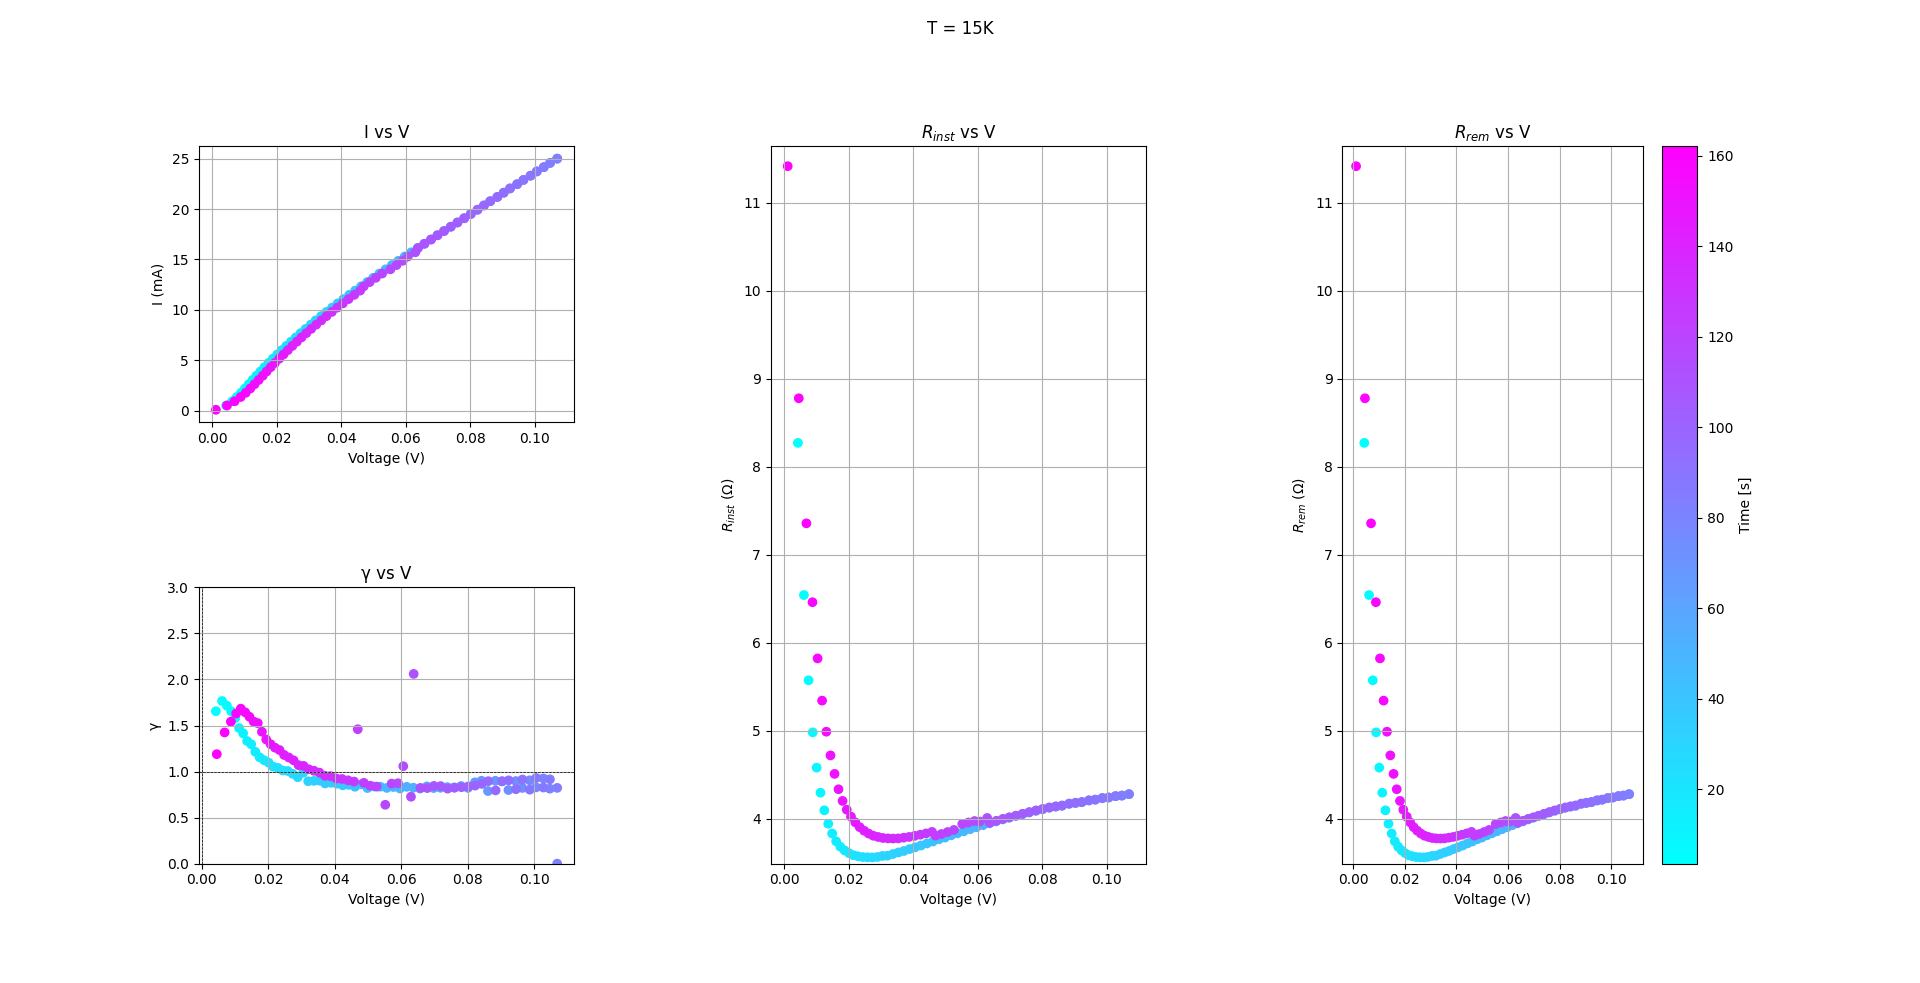 T = 15K
I vs V
I (mA)
25
20
15
10
5
0
0.00 0.02 0.04 0.06 0.08 0.10
Voltage (V)
γ vs V
γ
3.0
2.5
2.0
1.5
1.0
0.5
0.0
0.00 0.02 0.04 0.06 0.08 0.10
Voltage (V)
R_inst vs V
R_inst (Ω)
11
10
9
8
7
6
5
4
0.00 0.02 0.04 0.06 0.08 0.10
Voltage (V)
R_rem vs V
R_rem (Ω)
11
10
9
8
7
6
5
4
0.00 0.02 0.04 0.06 0.08 0.10
Voltage (V)
160
140
120
100
80
60
40
20
Time [s]